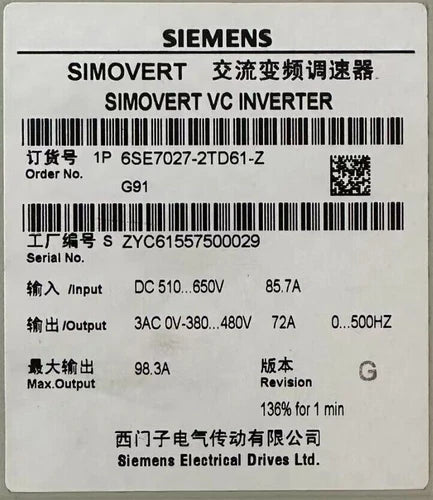 SIEMENS
SIMOVERT 交流变频调速器
SIMOVERT VC INVERTER
订货号 1P 6SE7027-2TD61-Z
Order No.
G91
工厂编号 S ZYC61557500029
Serial No.
输入 /Input DC 510...650V 85.7A
输出/Output 3AC 0V-380...480V 72A 0...500HZ
最大输出 98.3A 版本 G
Max.Output Revision
136% for 1 min
西门子电气传动有限公司
Siemens Electrical Drives Ltd.